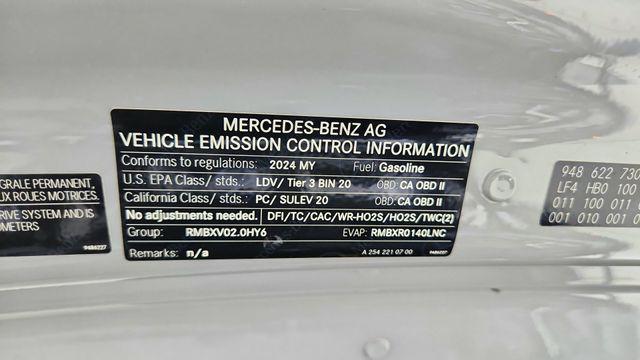 MERCEDES-BENZ AG
VEHICLE EMISSION CONTROL INFORMATION
Conforms to regulations: 2024 MY Fuel: Gasoline
U.S. EPA Class/ stds.: LDV/ Tier 3 BIN 20 OBD: CA OBD II
California Class/ stds.: PC/ SULEV 20 OBD: CA OBD II
No adjustments needed. DFI/TC/CAC/WR-HO2S/HO2S/TWC(2)
Group: RMBXV02.0HY6 EVAP: RMBXR0140LNC
Remarks: n/a A 254 221 07 00 9486227
GRALE PERMANENT,
UX ROUES MOTRICES.
DRIVE SYSTEM AND IS
OMETERS
9486227
948 622 730
LF4 HB0 100
011 100 011
001 010 001